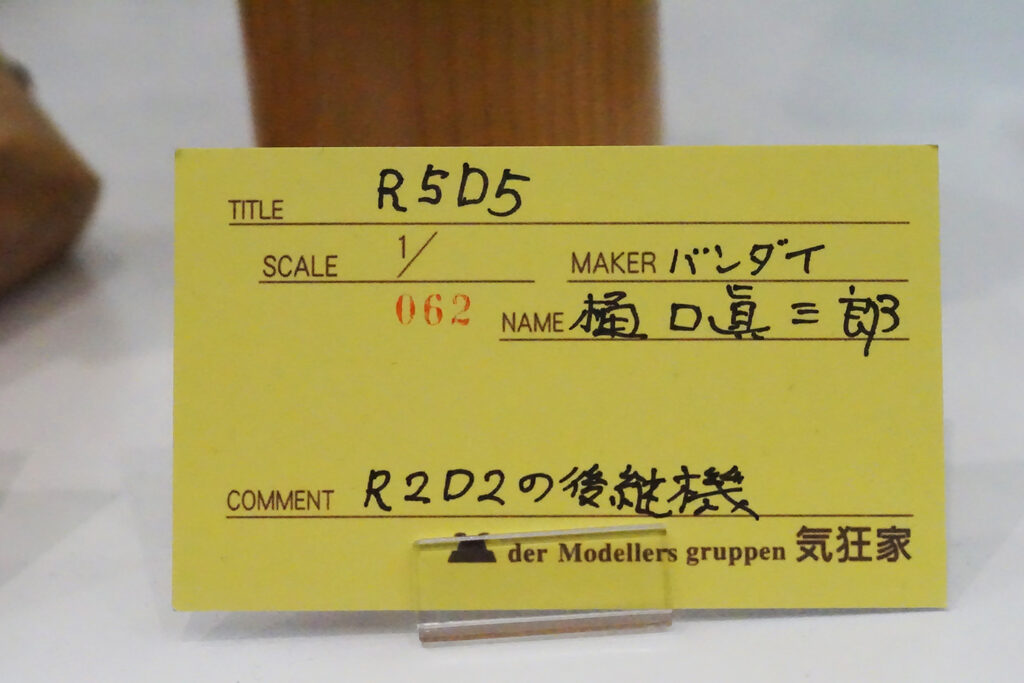 TITLE R5D5
SCALE 1/ MAKER バンダイ
062 NAME 樋口眞三郎
COMMENT R2D2の後継機
der Modellers gruppen 気狂家